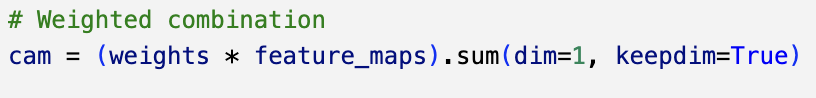 # Weighted combination
cam = (weights * feature_maps).sum(dim=1, keepdim=True)